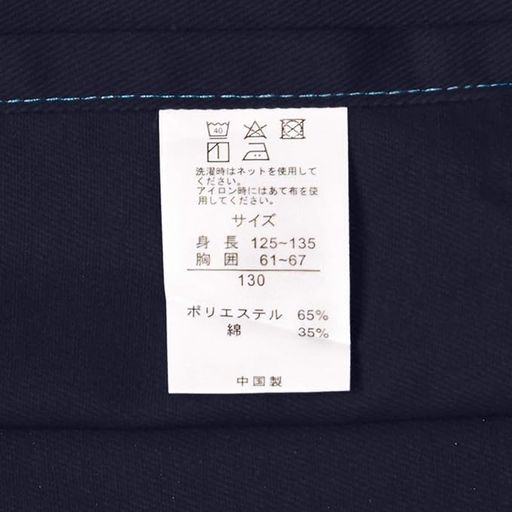 40
洗濯時はネットを使用して
ください。
アイロン時にはあて布を使
用してください。
サイズ
身長 125~135
胸囲 61~67
130
ポリエステル 65%
綿 35%
中国製